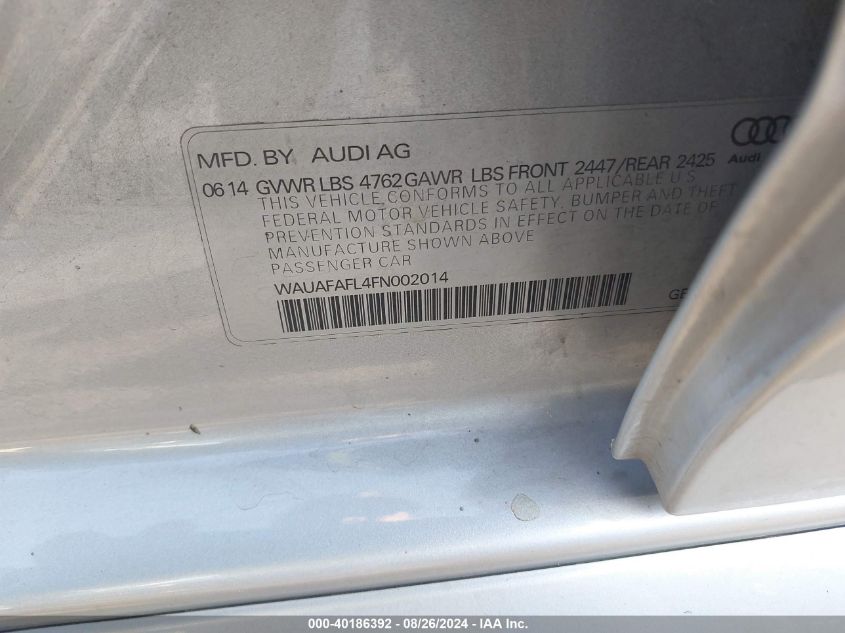 MFD. BY AUDI AG
Audi
06 14 GVWR LBS 4762 GAWR LBS FRONT 2447/REAR 2425
THIS VEHICLE CONFORMS TO ALL APPLICABLE U S
FEDERAL MOTOR VEHICLE SAFETY, BUMPER AND THEFT
PREVENTION STANDARDS IN EFFECT ON THE DATE OF
MANUFACTURE SHOWN ABOVE
PASSENGER CAR
WAUAFAFL4FN002014
000-40186392 - 08/26/2024 - IAA Inc.